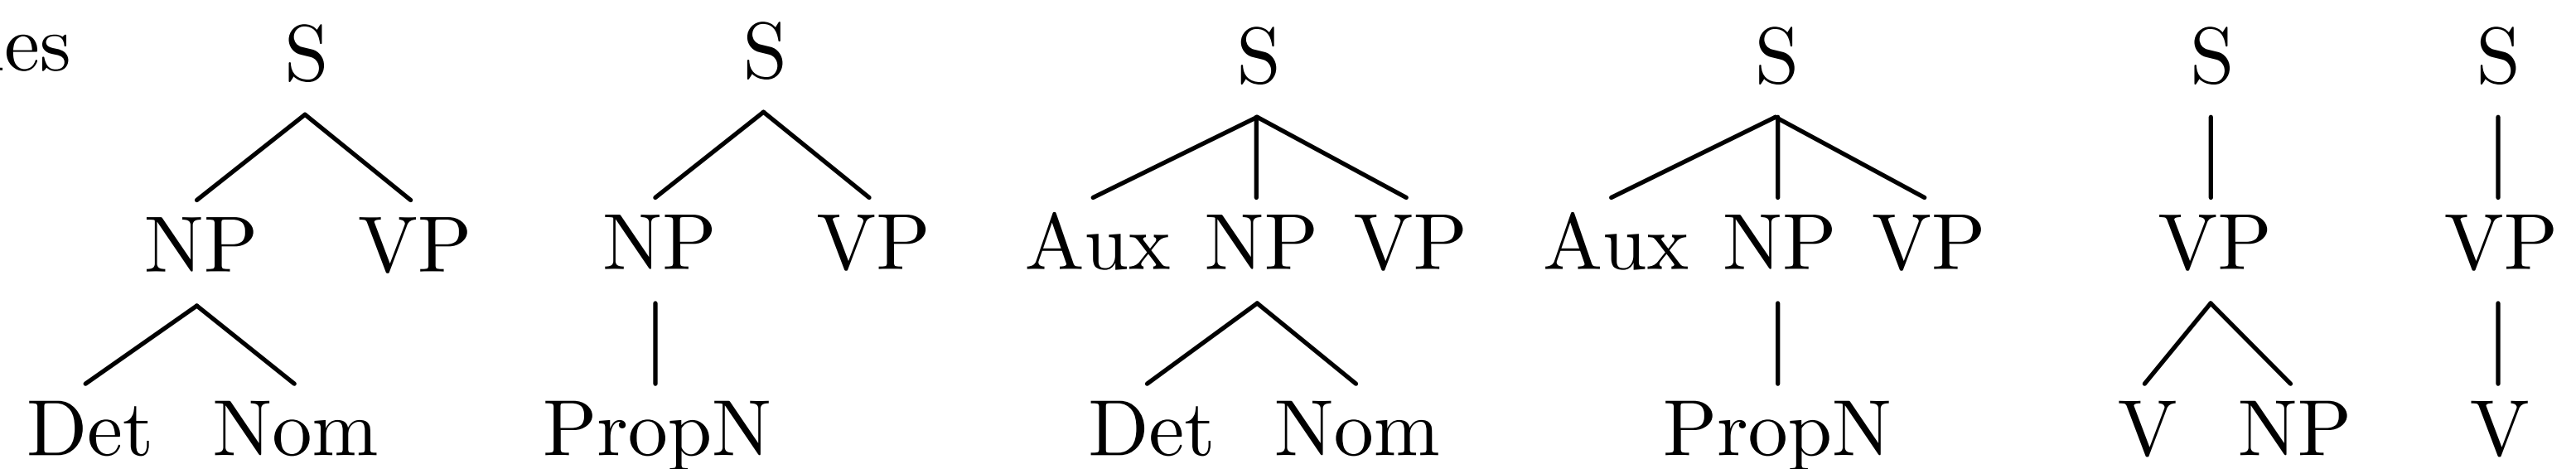 es S S S S S S
NP VP NP VP Aux NP VP Aux NP VP VP VP
Det Nom PropN Det Nom PropN V NP V